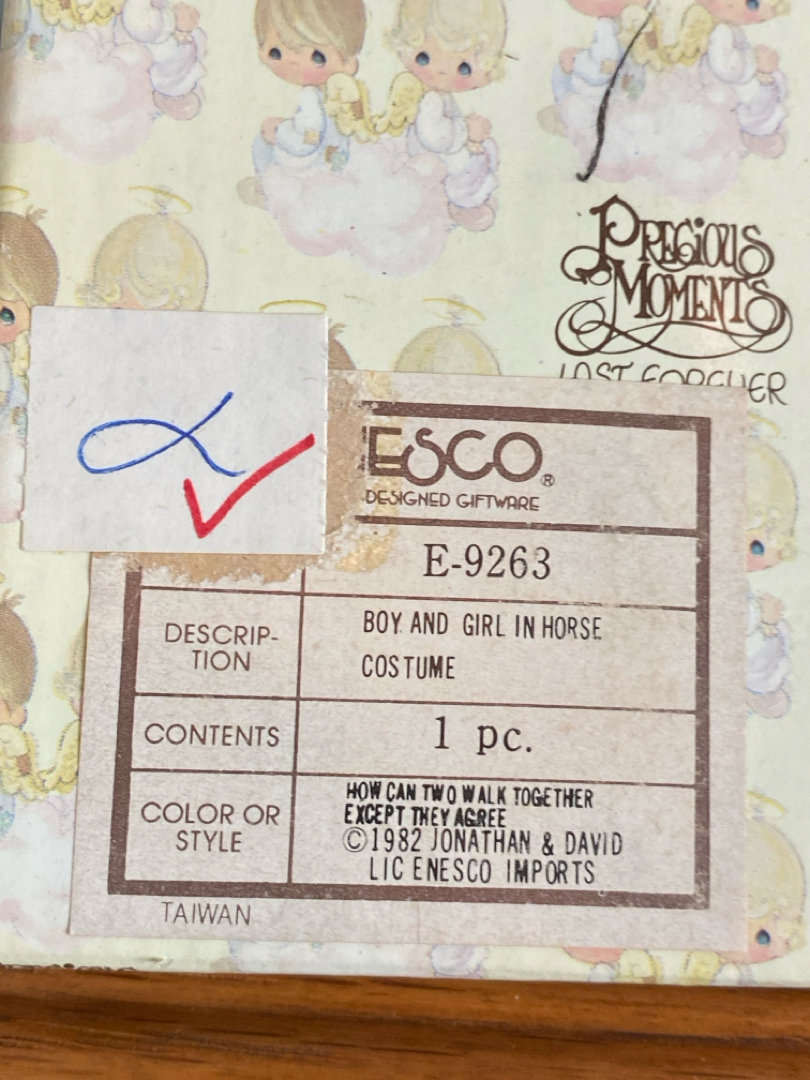 PRECIOUS
MOMENTS
LAST FOREVER
ESCO®
DESIGNED GIFTWARE
E-9263
DESCRIP-
TION
BOY AND GIRL IN HORSE
COSTUME
CONTENTS
1 pc.
COLOR OR
STYLE
HOW CAN TWO WALK TOGETHER
EXCEPT THEY AGREE
©1982 JONATHAN & DAVID
LIC ENESCO IMPORTS
TAIWAN